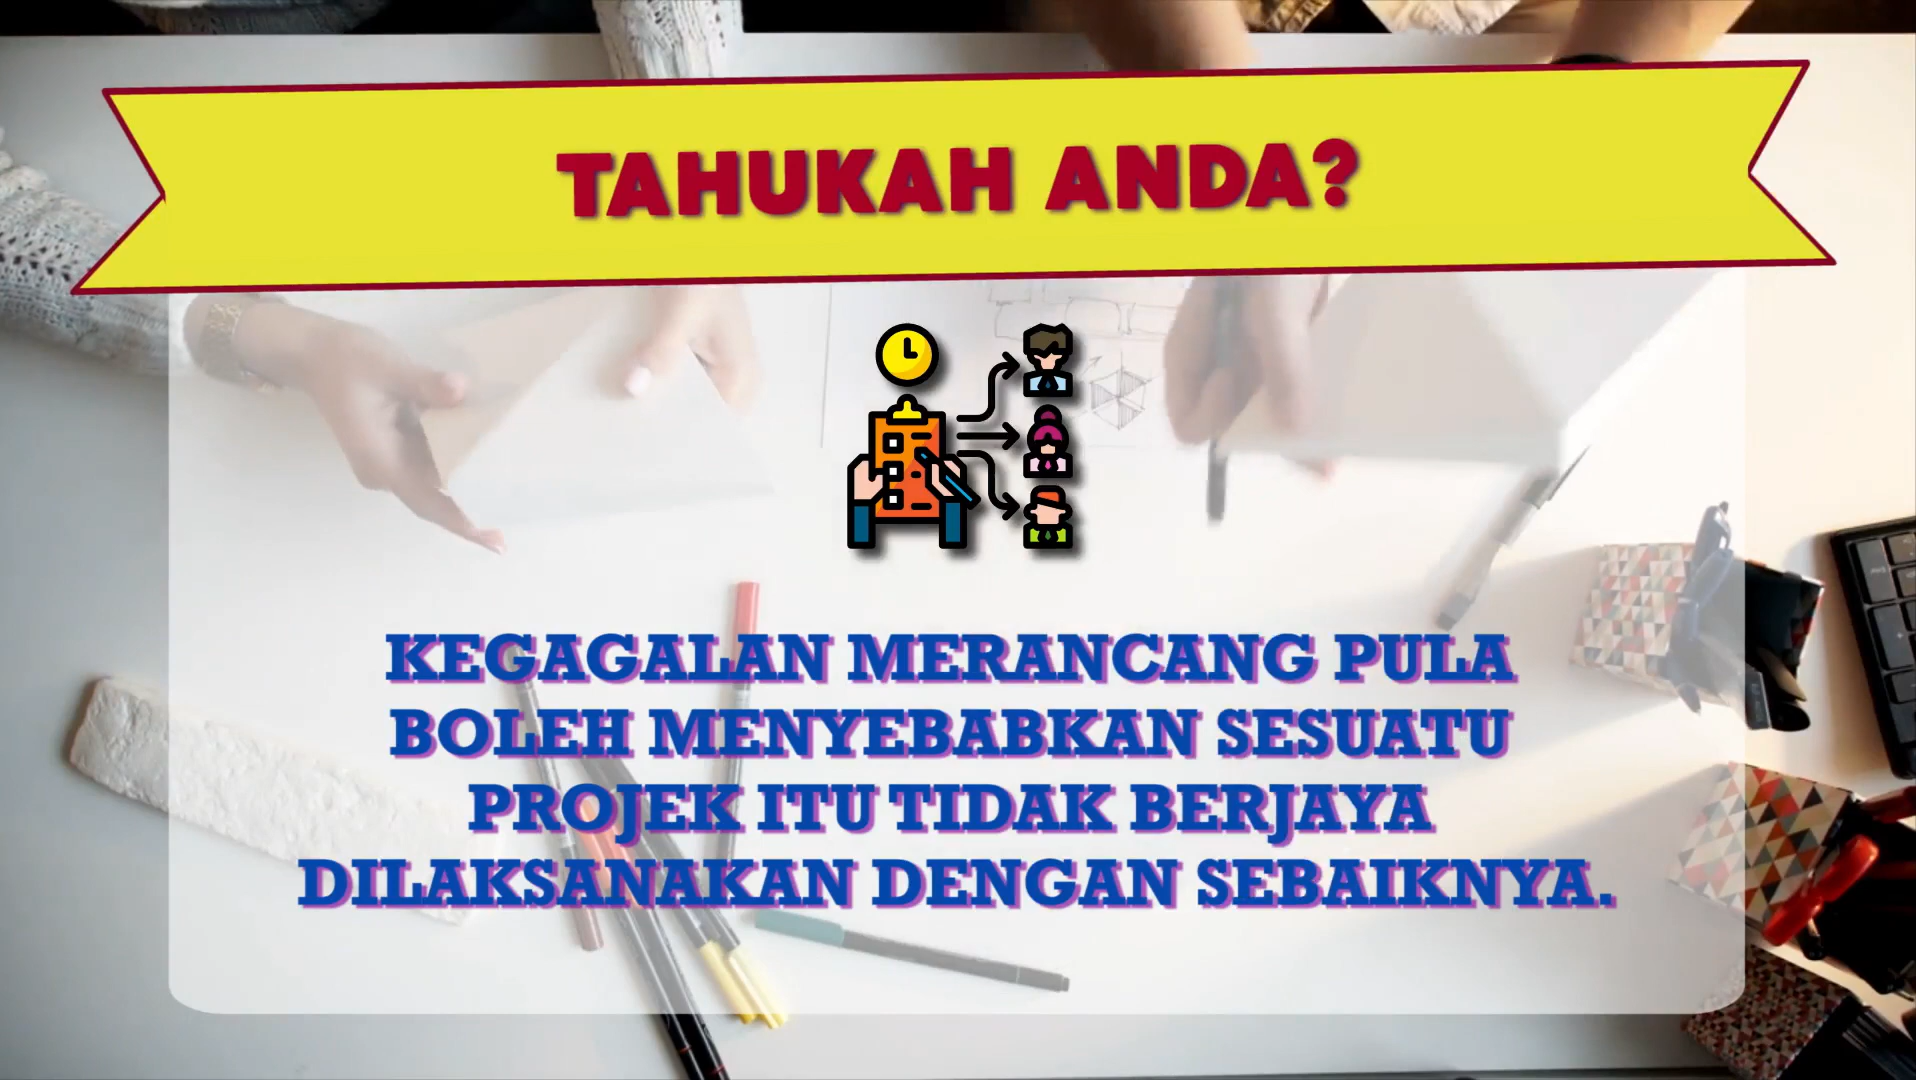 TAHUKAH ANDA?
KEGAGALAN MERANCANG PULA
BOLEH MENYEBABKAN SESUATU
PROJEK ITU TIDAK BERJAYA
DILAKSANAKAN DENGAN SEBAIKNYA.